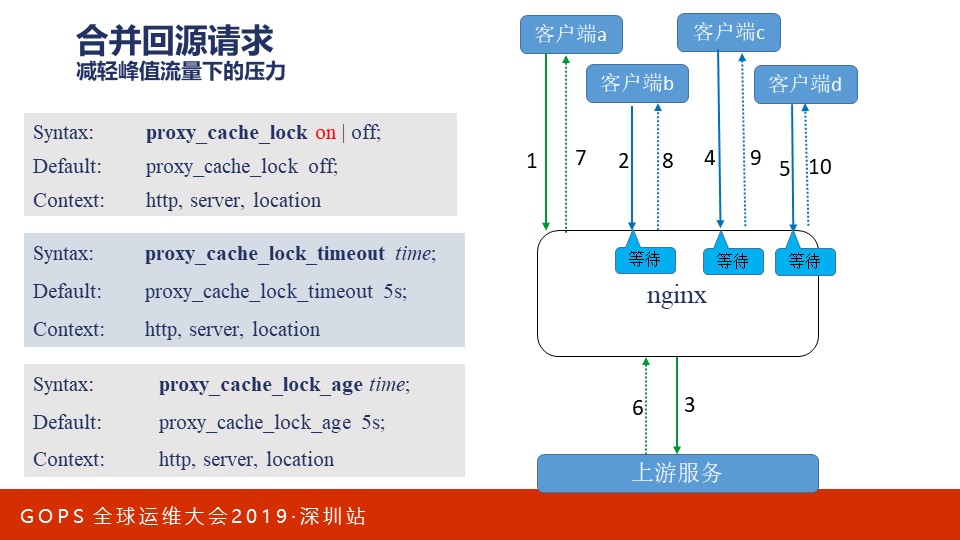 合并回源请求
减轻峰值流量下的压力
Syntax: proxy_cache_lock on | off;
Default: proxy_cache_lock off;
Context: http, server, location
Syntax: proxy_cache_lock_timeout time;
Default: proxy_cache_lock_timeout 5s;
Context: http, server, location
Syntax: proxy_cache_lock_age time;
Default: proxy_cache_lock_age 5s;
Context: http, server, location
客户端a
客户端c
客户端b
客户端d
1
7
2
8
4
9
5
10
等待
等待
等待
nginx
6
3
上游服务
GOPS 全球运维大会2019·深圳站